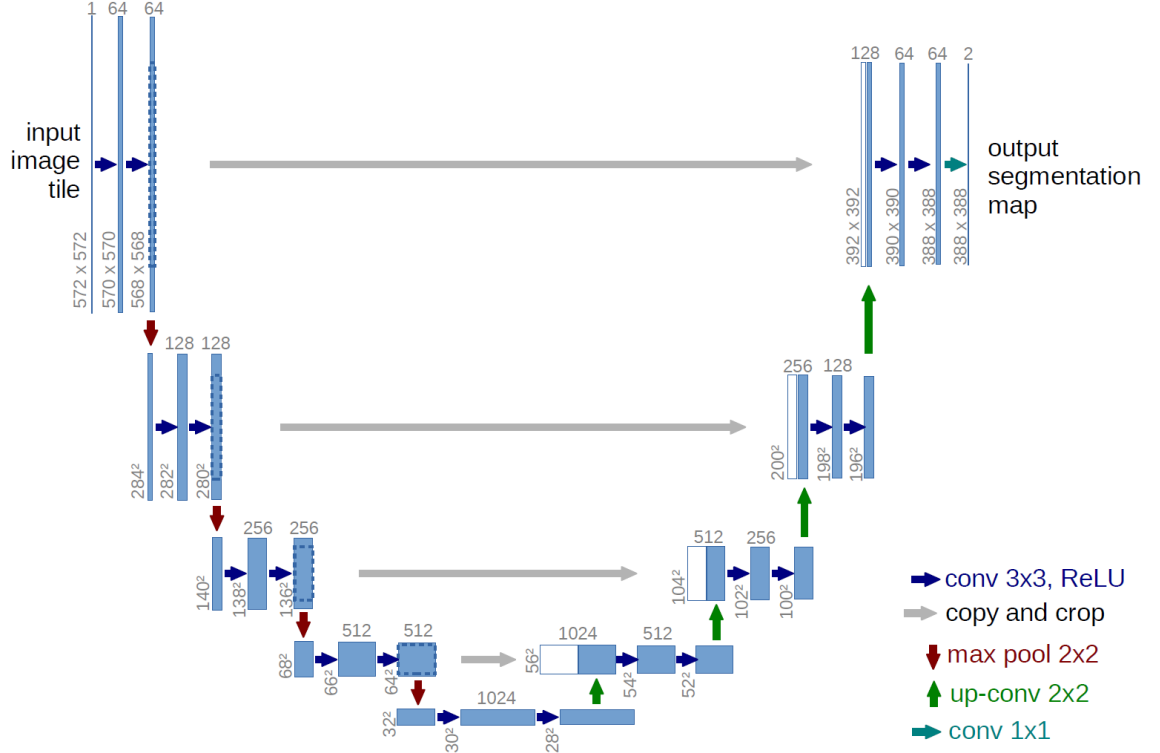 1 64 64
128
64 64 2
input
image
tile
output
segmentation
map
572 x 572
570 x 570
568 x 568
392 x 392
390 x 390
388 x 388
388 x 388
128 128
256 128
284²
282²
280²
200²
198²
196²
256 256
512 256
140²
138²
136²
104²
102²
100²
512 512
1024 512
68²
66²
64²
56²
54²
52²
1024
32²
30²
28²
conv 3x3, ReLU
copy and crop
max pool 2x2
up-conv 2x2
conv 1x1